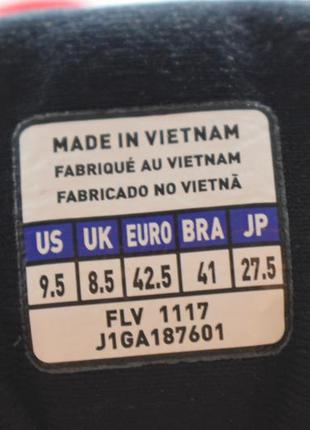 MADE IN VIETNAM
FABRIQUÉ AU VIETNAM
FABRICADO NO VIETNÃ
US UK EURO BRA JP
9.5 8.5 42.5 41 27.5
FLV 1117
J1GA187601